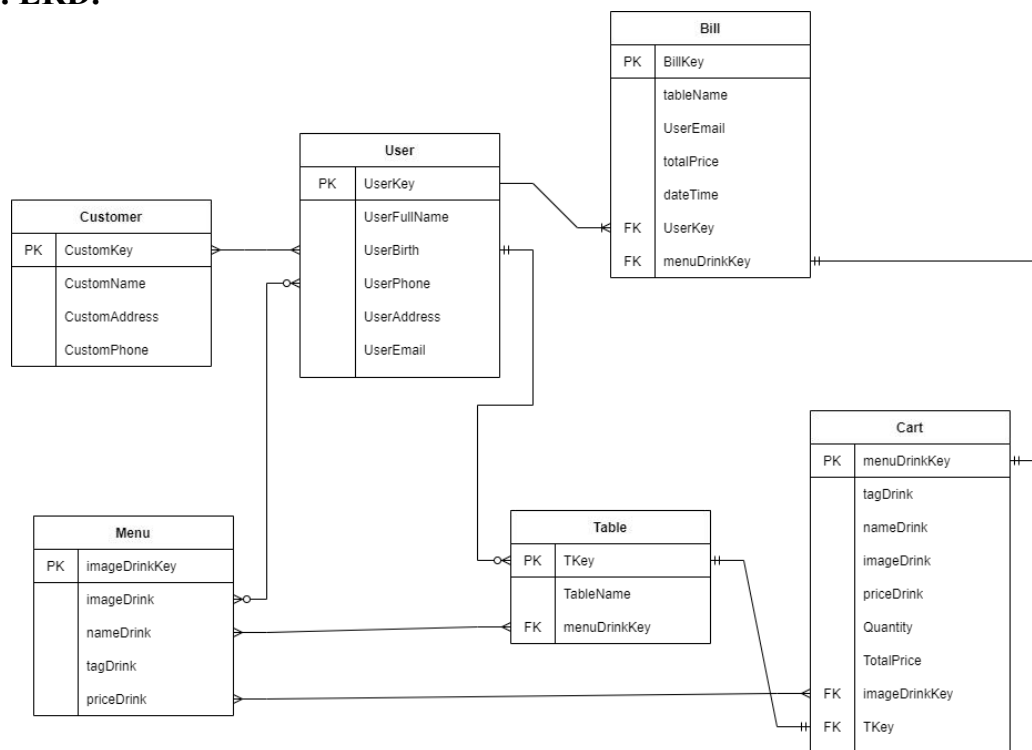 . ERD:
Bill
PK BillKey
tableName
UserEmail
totalPrice
dateTime
FK UserKey
FK menuDrinkKey
User
PK UserKey
UserFullName
UserBirth
UserPhone
UserAddress
UserEmail
Customer
PK CustomKey
CustomName
CustomAddress
CustomPhone
Cart
PK menuDrinkKey
tagDrink
nameDrink
imageDrink
priceDrink
Quantity
TotalPrice
FK imageDrinkKey
FK TKey
Table
PK TKey
TableName
FK menuDrinkKey
Menu
PK imageDrinkKey
imageDrink
nameDrink
tagDrink
priceDrink